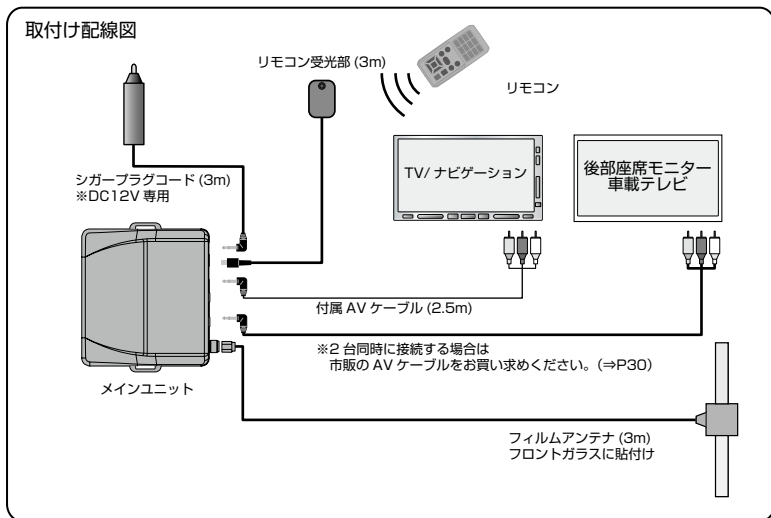 取付け配線図
リモコン受光部 (3m)
リモコン
シガープラグコード (3m)
※DC12V 専用
TV/ ナビゲーション
後部座席モニター
車載テレビ
付属 AV ケーブル (2.5m)
※2 台同時に接続する場合は
市販の AV ケーブルをお買い求めください。(⇒P30)
メインユニット
フィルムアンテナ (3m)
フロントガラスに貼付け